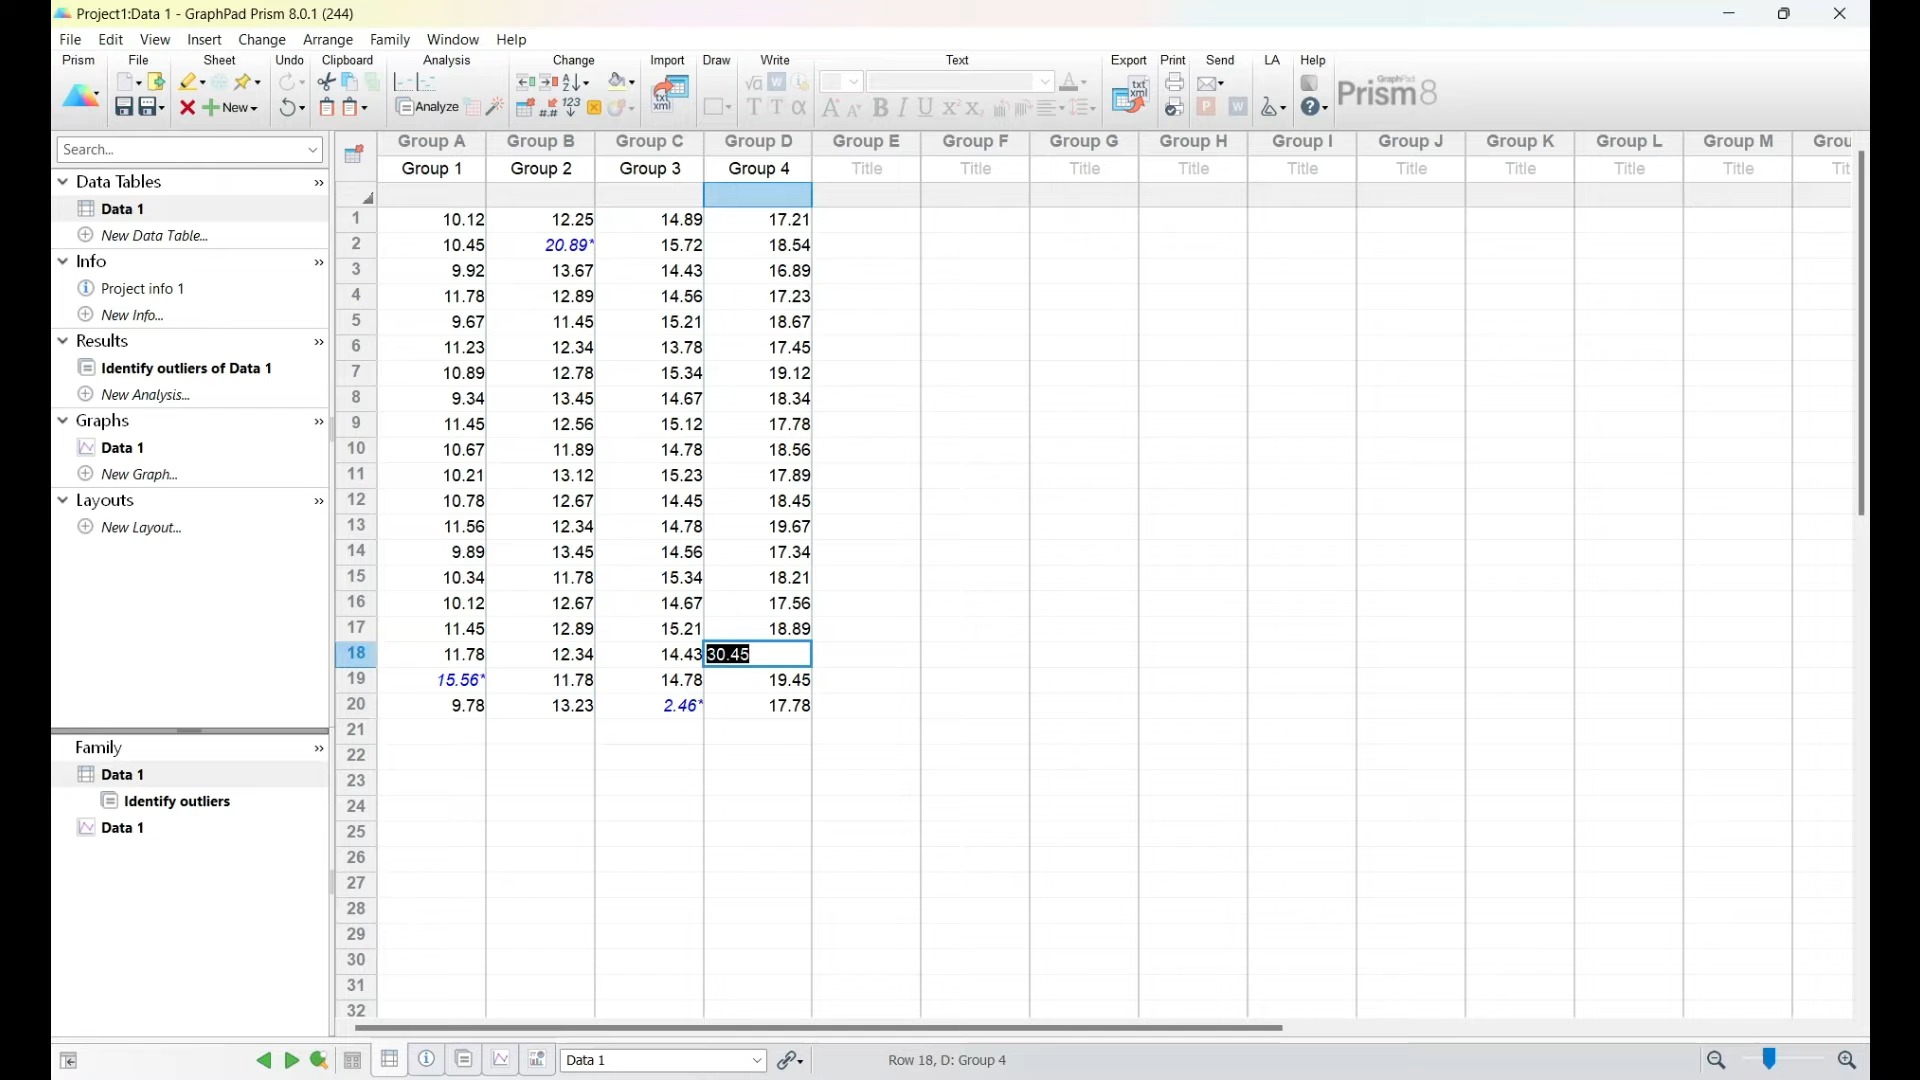 Project1:Data 1 - GraphPad Prism 8.0.1 (244)
File Edit View Insert Change Arrange Family Window Help
Prism File Sheet Undo Clipboard Analysis Change Import Draw Write Text Export Print Send LA Help
New
Analyze
GraphPad
Prism 8
Search...
Data Tables
Data 1
New Data Table...
Info
Project info 1
New Info...
Results
Identify outliers of Data 1
New Analysis...
Graphs
Data 1
New Graph...
Layouts
New Layout...
Family
Data 1
Identify outliers
Data 1
Group A Group B Group C Group D Group E Group F Group G Group H Group I Group J Group K Group L Group M Grou
Group 1 Group 2 Group 3 Group 4 Title Title Title Title Title Title Title Title Title Tit
1 10.12 12.25 14.89 17.21
2 10.45 20.89* 15.72 18.54
3 9.92 13.67 14.43 16.89
4 11.78 12.89 14.56 17.23
5 9.67 11.45 15.21 18.67
6 11.23 12.34 13.78 17.45
7 10.89 12.78 15.34 19.12
8 9.34 13.45 14.67 18.34
9 11.45 12.56 15.12 17.78
10 10.67 11.89 14.78 18.56
11 10.21 13.12 15.23 17.89
12 10.78 12.67 14.45 18.45
13 11.56 12.34 14.78 19.67
14 9.89 13.45 14.56 17.34
15 10.34 11.78 15.34 18.21
16 10.12 12.67 14.67 17.56
17 11.45 12.89 15.21 18.89
18 11.78 12.34 14.43 30.45
19 15.56* 11.78 14.78 19.45
20 9.78 13.23 2.46* 17.78
21
22
23
24
25
26
27
28
29
30
31
32
Data 1
Row 18, D: Group 4